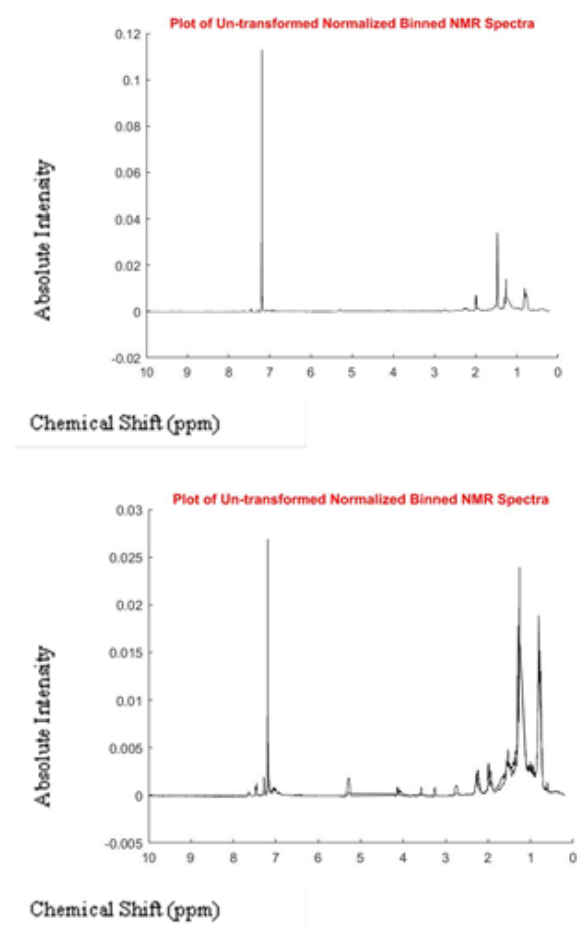 Plot of Un-transformed Normalized Binned NMR Spectra
0.12
0.1
0.08
0.06
0.04
0.02
0
-0.02
Absolute Intensity
10 9 8 7 6 5 4 3 2 1 0
Chemical Shift (ppm)
Plot of Un-transformed Normalized Binned NMR Spectra
0.03
0.025
0.02
0.015
0.01
0.005
0
-0.005
Absolute Intensity
10 9 8 7 6 5 4 3 2 1 0
Chemical Shift (ppm)